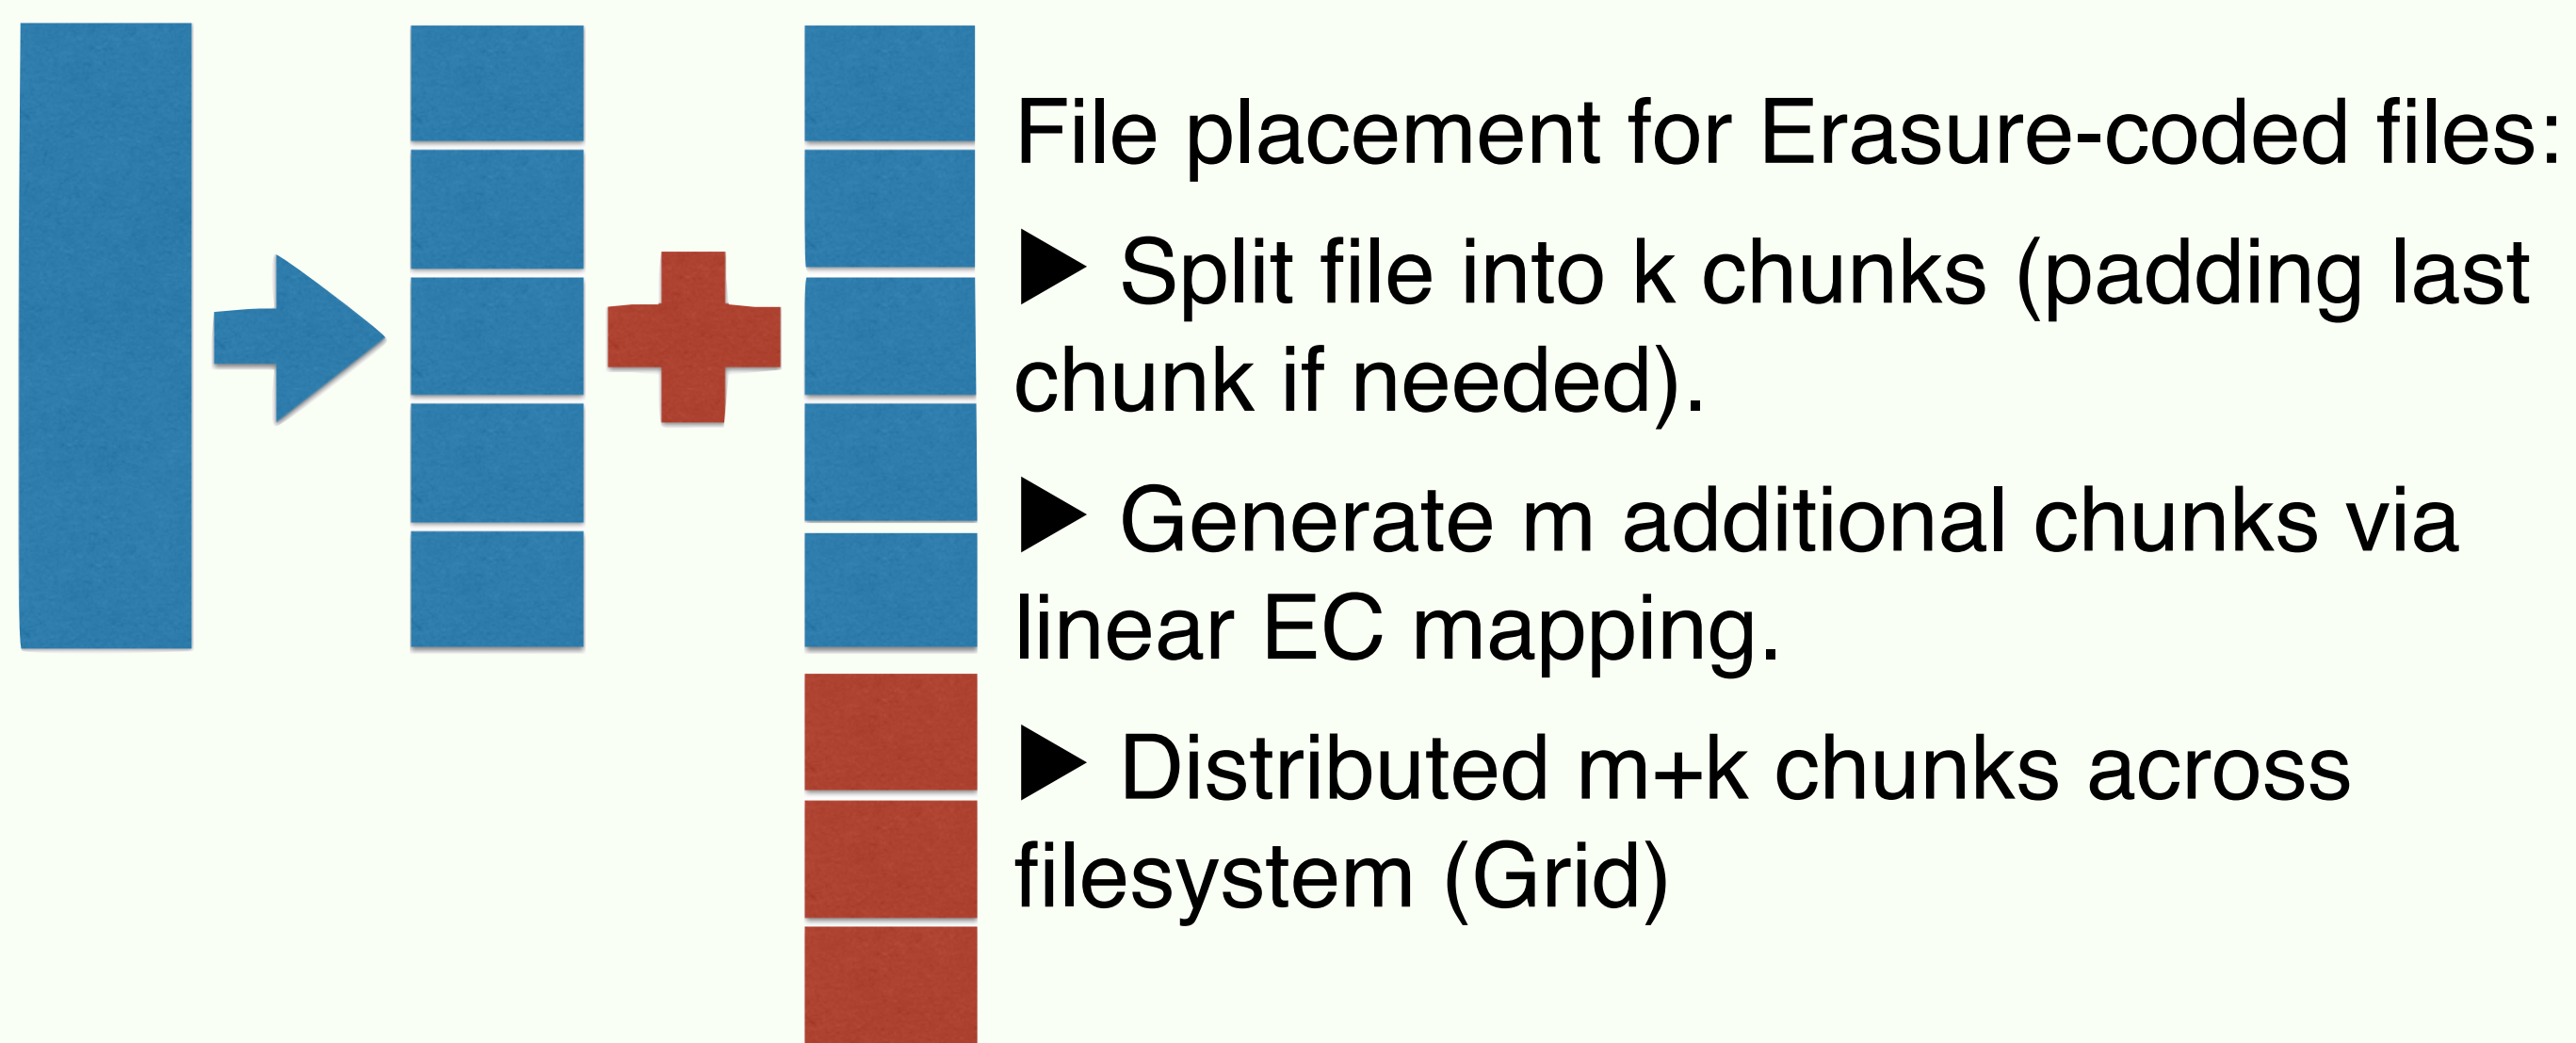 File placement for Erasure-coded files:
▶ Split file into k chunks (padding last
chunk if needed).
▶ Generate m additional chunks via
linear EC mapping.
▶ Distributed m+k chunks across
filesystem (Grid)